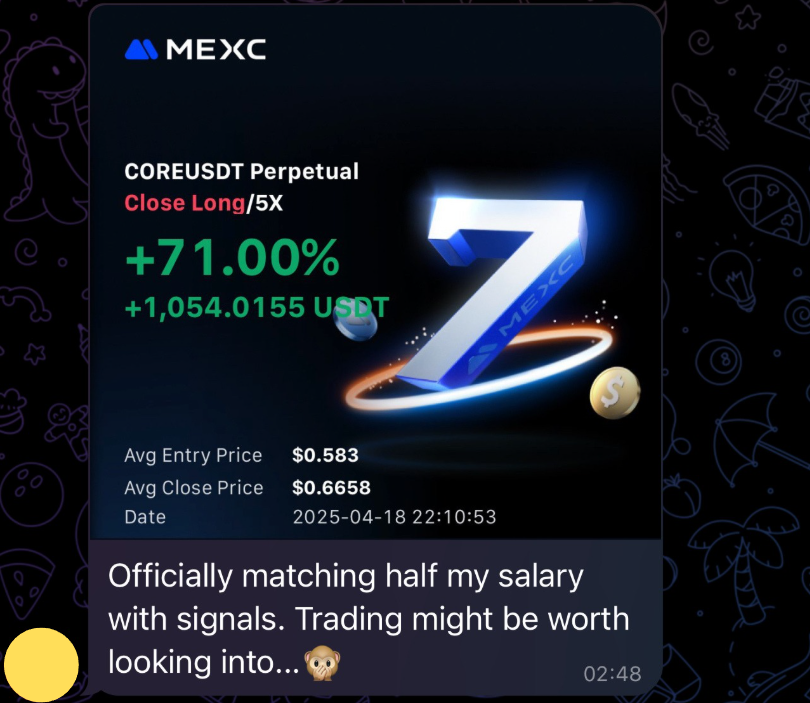 MEXC
COREUSDT Perpetual
Close Long/5X
+71.00%
+1,054.0155 USDT
MEXC
Avg Entry Price $0.583
Avg Close Price $0.6658
Date 2025-04-18 22:10:53
Officially matching half my salary
with signals. Trading might be worth
looking into...🙊
02:48